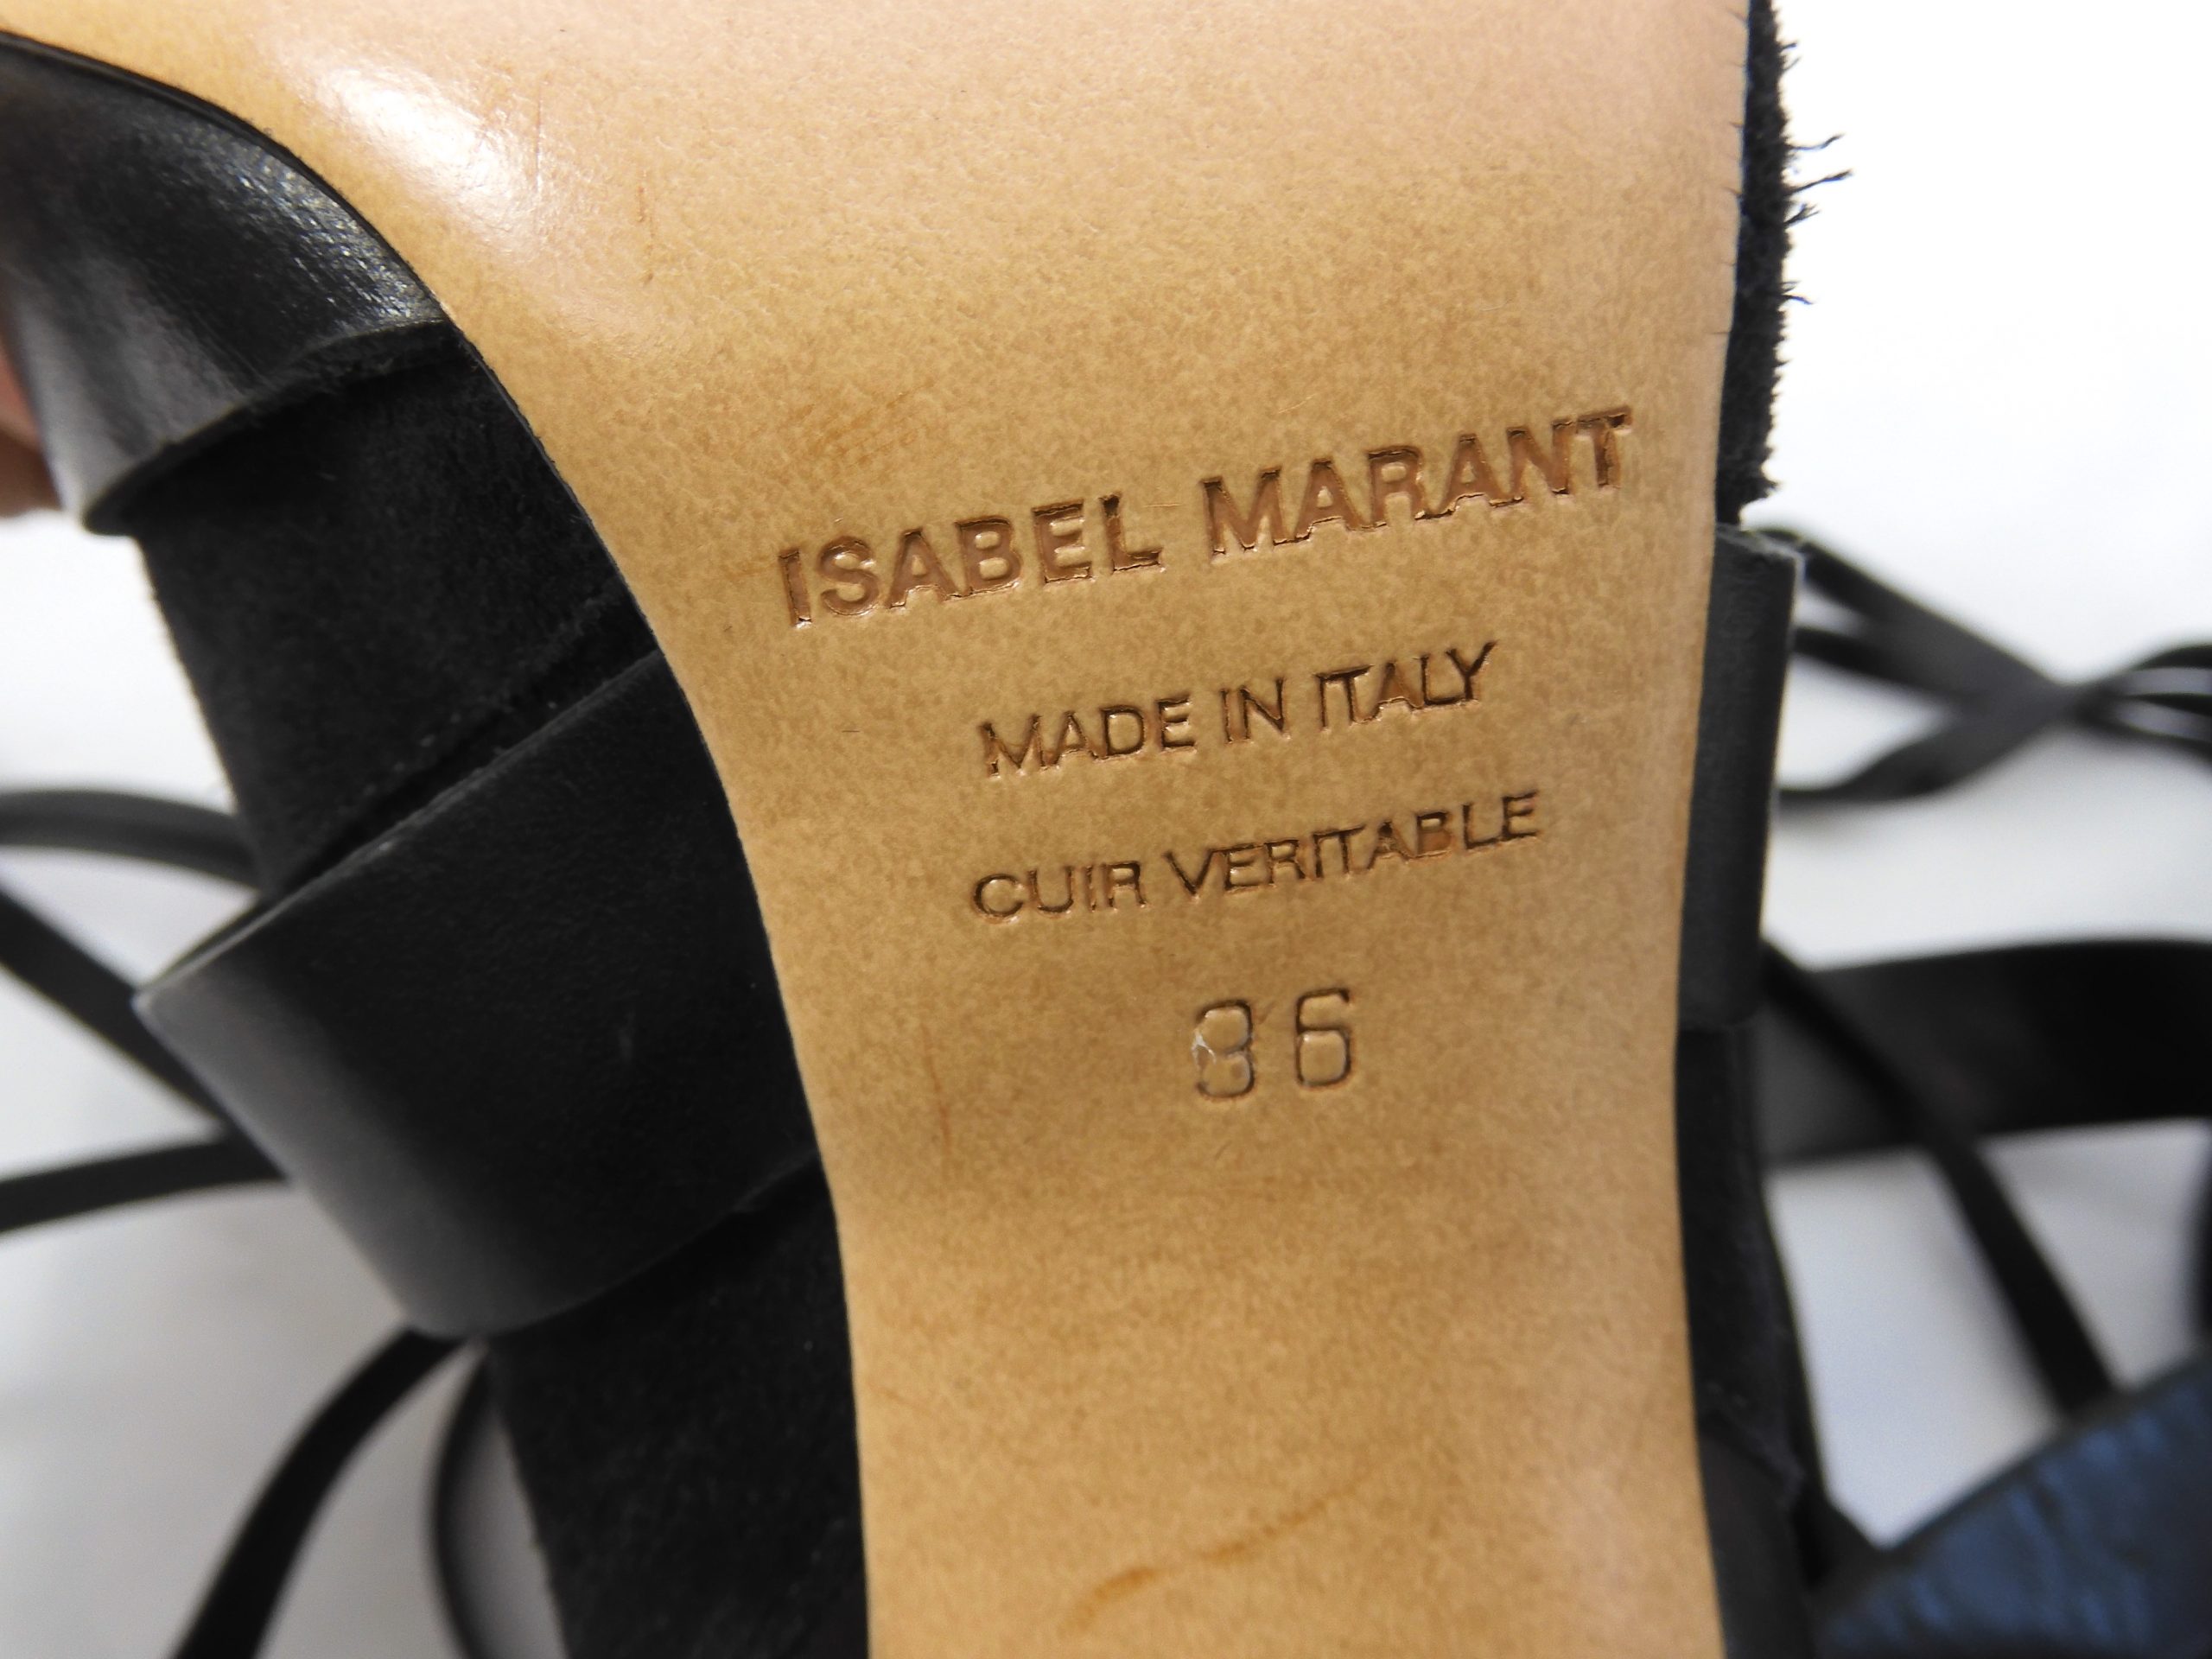 ISABEL MARANT
MADE IN ITALY
CUIR VERITABLE
36